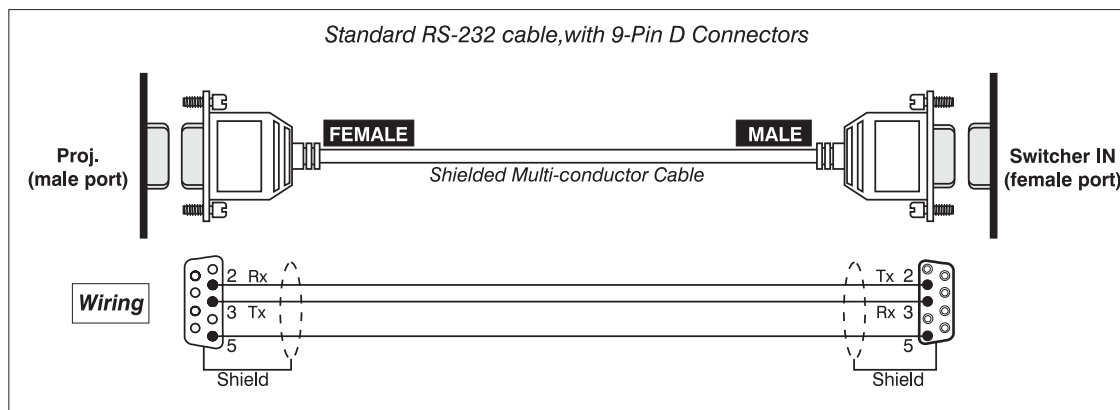 Standard RS-232 cable,with 9-Pin D Connectors
FEMALE
MALE
Proj.
(male port)
Shielded Multi-conductor Cable
Switcher IN
(female port)
Wiring
2 Rx
Tx 2
3 Tx
Rx 3
5
5
Shield
Shield